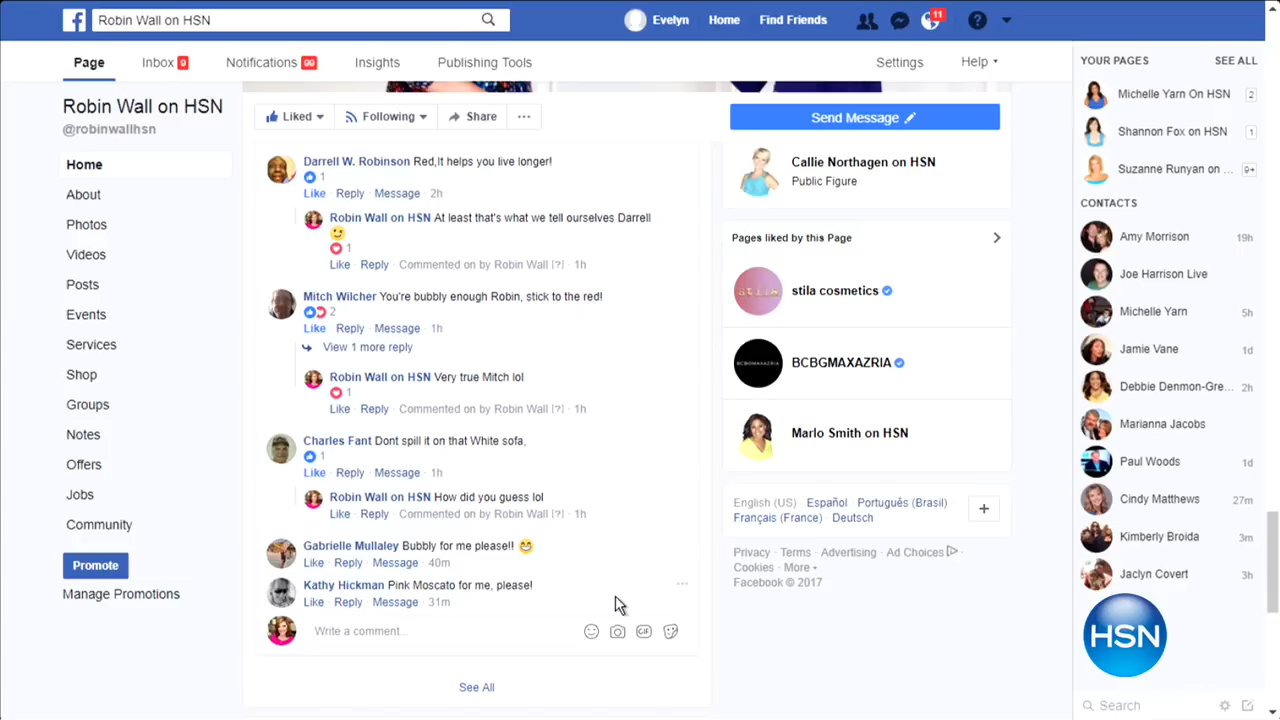 Robin Wall on HSN
Evelyn Home Find Friends 11
Page Inbox 9 Notifications 99 Insights Publishing Tools Settings Help
Robin Wall on HSN
@robinwallhsn
Home
About
Photos
Videos
Posts
Events
Services
Shop
Groups
Notes
Offers
Jobs
Community
Promote
Manage Promotions
Liked Following Share ...
Darrell W. Robinson Red,It helps you live longer!
1
Like · Reply · Message · 2h
Robin Wall on HSN At least that's what we tell ourselves Darrell
1
Like · Reply · Commented on by Robin Wall [?] · 1h
Mitch Wilcher You're bubbly enough Robin, stick to the red!
2
Like · Reply · Message · 1h
View 1 more reply
Robin Wall on HSN Very true Mitch lol
1
Like · Reply · Commented on by Robin Wall [?] · 1h
Charles Fant Dont spill it on that White sofa,
1
Like · Reply · Message · 1h
Robin Wall on HSN How did you guess lol
Like · Reply · Commented on by Robin Wall [?] · 1h
Gabrielle Mullaley Bubbly for me please!! 😁
Like · Reply · Message · 40m
Kathy Hickman Pink Moscato for me, please!
Like · Reply · Message · 31m
Write a comment...
GIF
See All
Send Message
Callie Northagen on HSN
Public Figure
Pages liked by this Page
stila
stila cosmetics
BCBGMAXAZRIA
BCBGMAXAZRIA
Marlo Smith on HSN
English (US) · Español · Português (Brasil) ·
Français (France) · Deutsch
Privacy · Terms · Advertising · Ad Choices ·
Cookies · More
Facebook © 2017
YOUR PAGES SEE ALL
Michelle Yarn On HSN 2
Shannon Fox on HSN 1
Suzanne Runyan on ... 9+
CONTACTS
Amy Morrison 19h
Joe Harrison Live
Michelle Yarn 5h
Jamie Vane 1d
Debbie Denmon-Gre... 2h
Marianna Jacobs
Paul Woods 1d
Cindy Matthews 27m
Kimberly Broida 3m
Jaclyn Covert 3h
HSN
Search